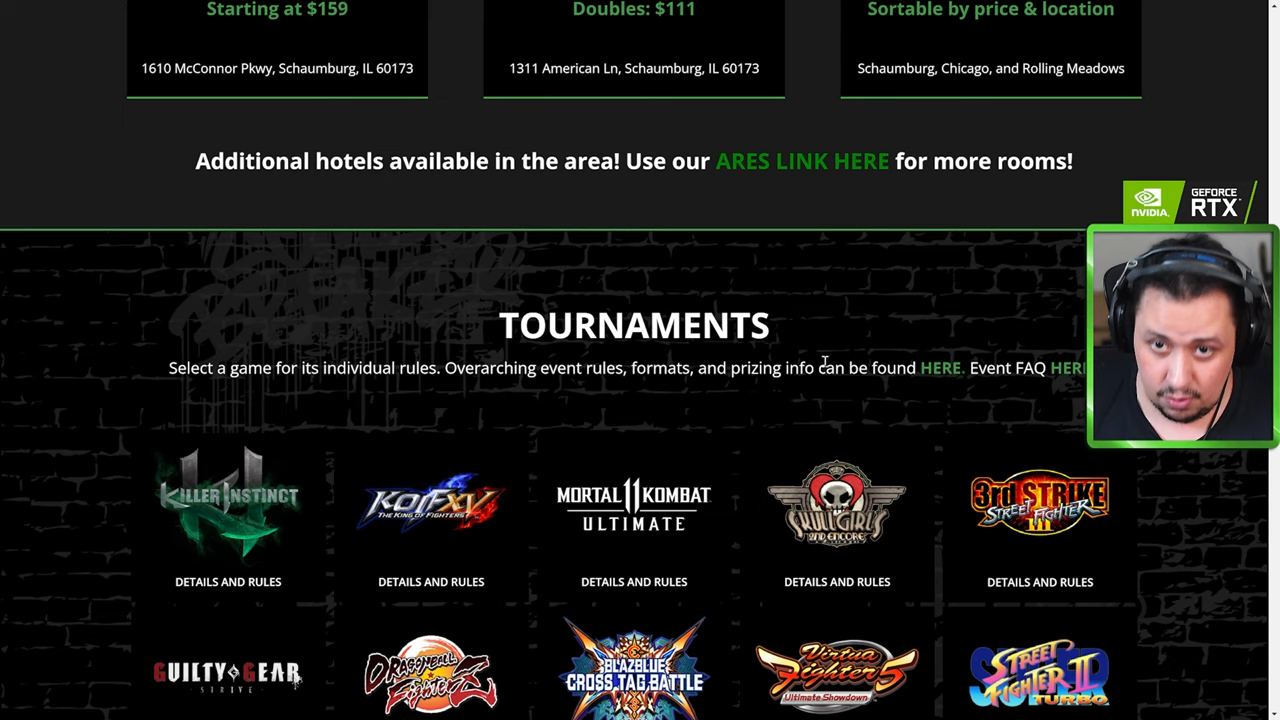 Starting at $159
Doubles: $111
Sortable by price & location
1610 McConnor Pkwy, Schaumburg, IL 60173
1311 American Ln, Schaumburg, IL 60173
Schaumburg, Chicago, and Rolling Meadows
Additional hotels available in the area! Use our ARES LINK HERE for more rooms!
NVIDIA.
GEFORCE
RTX
TOURNAMENTS
Select a game for its individual rules. Overarching event rules, formats, and prizing info can be found HERE. Event FAQ HERE
KILLER INSTINCT
KOFXV
THE KING OF FIGHTERS
MORTAL 11 KOMBAT
ULTIMATE
SKULLGIRLS
2ND ENCORE
3rd STRIKE
STREET FIGHTER
III
DETAILS AND RULES
DETAILS AND RULES
DETAILS AND RULES
DETAILS AND RULES
DETAILS AND RULES
GUILTY GEAR
STRIVE
DRAGONBALL
FIGHTERZ
BLAZBLUE
CROSS TAG BATTLE
Virtua
Fighter 5
Ultimate Showdown
SUPER
STREET
FIGHTER II
TURBO